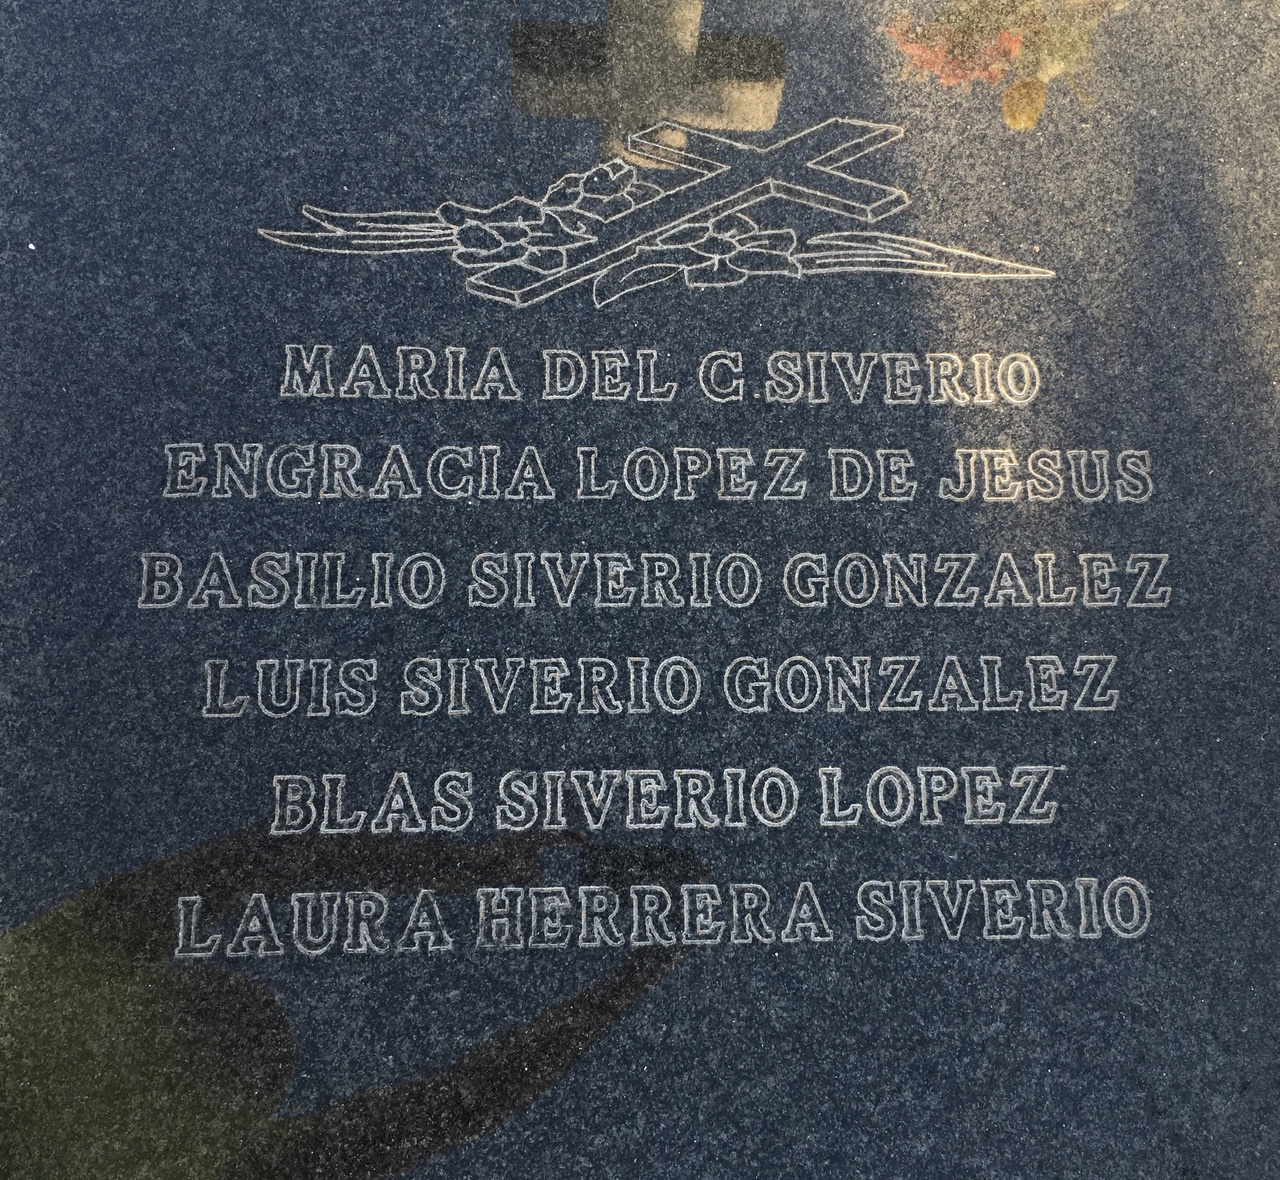 MARIA DEL C. SIVERIO
ENGRACIA LOPEZ DE JESUS
BASILIO SIVERIO GONZALEZ
LUIS SIVERIO GONZALEZ
BLAS SIVERIO LOPEZ
LAURA HERRERA SIVERIO